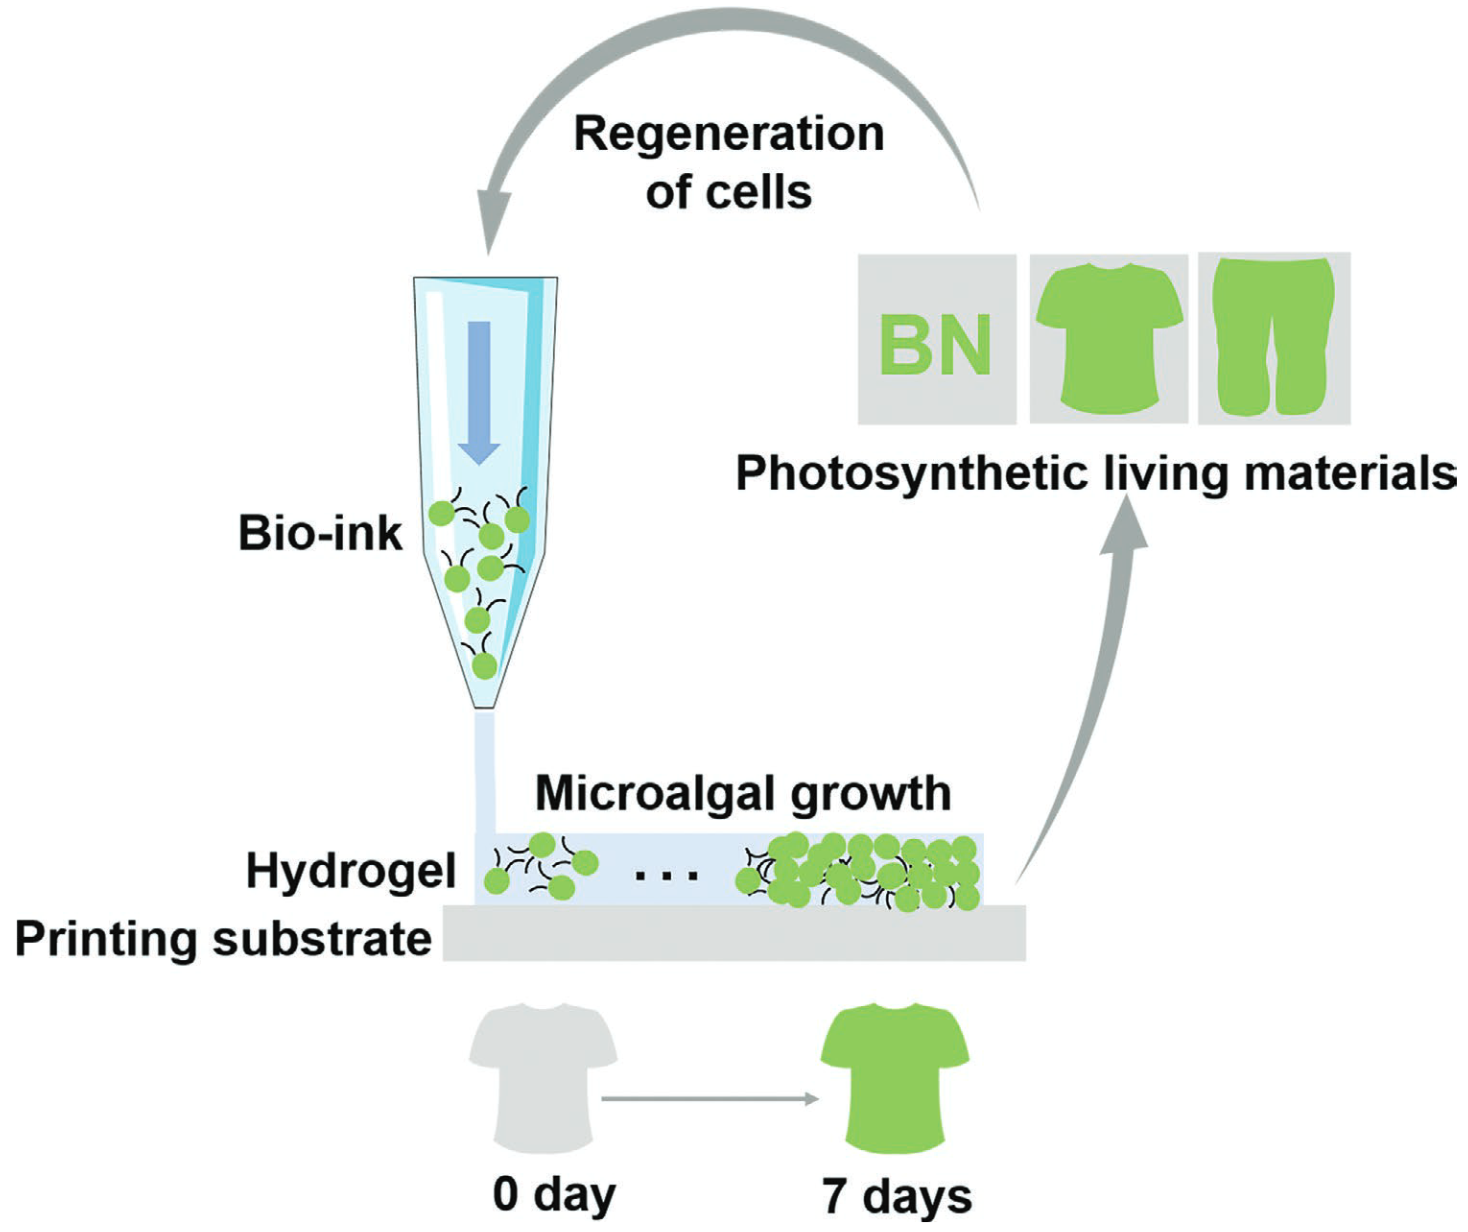 Regeneration
of cells
BN
Photosynthetic living materials
Bio-ink
Microalgal growth
Hydrogel
...
Printing substrate
0 day
7 days